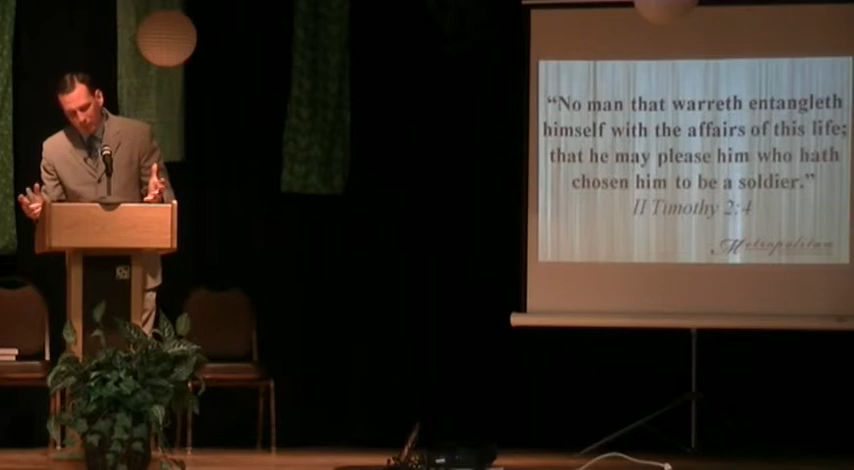 “No man that warreth entangleth
himself with the affairs of this life;
that he may please him who hath
chosen him to be a soldier.”
II Timothy 2:4
Metropolitan